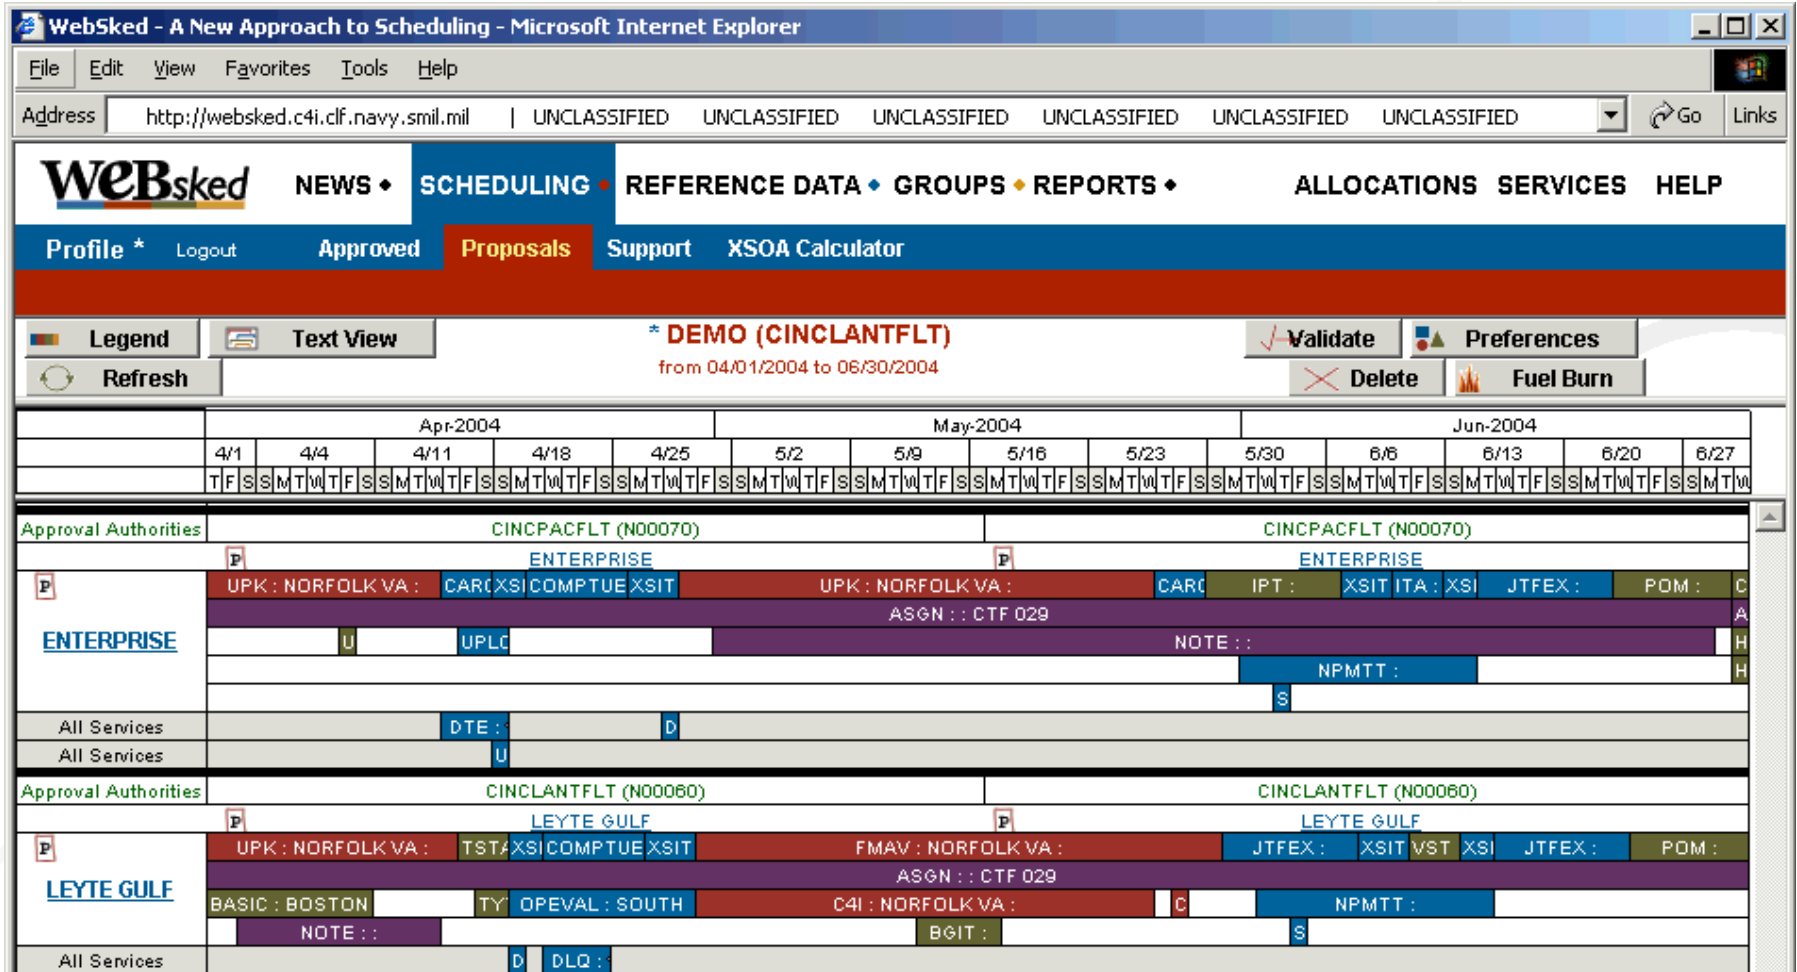 WebSked - A New Approach to Scheduling - Microsoft Internet Explorer
File Edit View Favorites Tools Help
Address http://websked.c4i.clf.navy.smil.mil | UNCLASSIFIED UNCLASSIFIED UNCLASSIFIED UNCLASSIFIED UNCLASSIFIED UNCLASSIFIED Go Links
WeBsked NEWS SCHEDULING REFERENCE DATA GROUPS REPORTS ALLOCATIONS SERVICES HELP
Profile * Logout Approved Proposals Support XSOA Calculator
Legend Text View * DEMO (CINCLANTFLT) Validate Preferences
Refresh from 04/01/2004 to 06/30/2004 Delete Fuel Burn
Apr-2004 May-2004 Jun-2004
4/1 4/4 4/11 4/18 4/25 5/2 5/9 5/16 5/23 5/30 6/6 6/13 6/20 6/27
T F S S M T W T F S S M T W T F S S M T W T F S S M T W T F S S M T W T F S S M T W T F S S M T W T F S S M T W T F S S M T W T F S S M T W T F S S M T W T F S S M T W T F S S M T W
Approval Authorities CINCPACFLT (N00070) CINCPACFLT (N00070)
P ENTERPRISE P ENTERPRISE
P UPK : NORFOLK VA : CARQ XSI COMPTUE XSIT UPK : NORFOLK VA : CARQ IPT : XSIT ITA : XSI JTFEX : POM : C
ASGN : : CTF 029 A
ENTERPRISE U UPLO NOTE : : H
NPMTT : H
S
All Services DTE : D
All Services U
Approval Authorities CINCLANTFLT (N00060) CINCLANTFLT (N00060)
P LEYTE GULF P LEYTE GULF
P UPK : NORFOLK VA : TSTA XSI COMPTUE XSIT FMAV : NORFOLK VA : JTFEX : XSIT VST XSI JTFEX : POM :
ASGN : : CTF 029
LEYTE GULF BASIC : BOSTON TY OPEVAL : SOUTH C4I : NORFOLK VA : C NPMTT :
NOTE : : BGIT : S
All Services D DLQ :